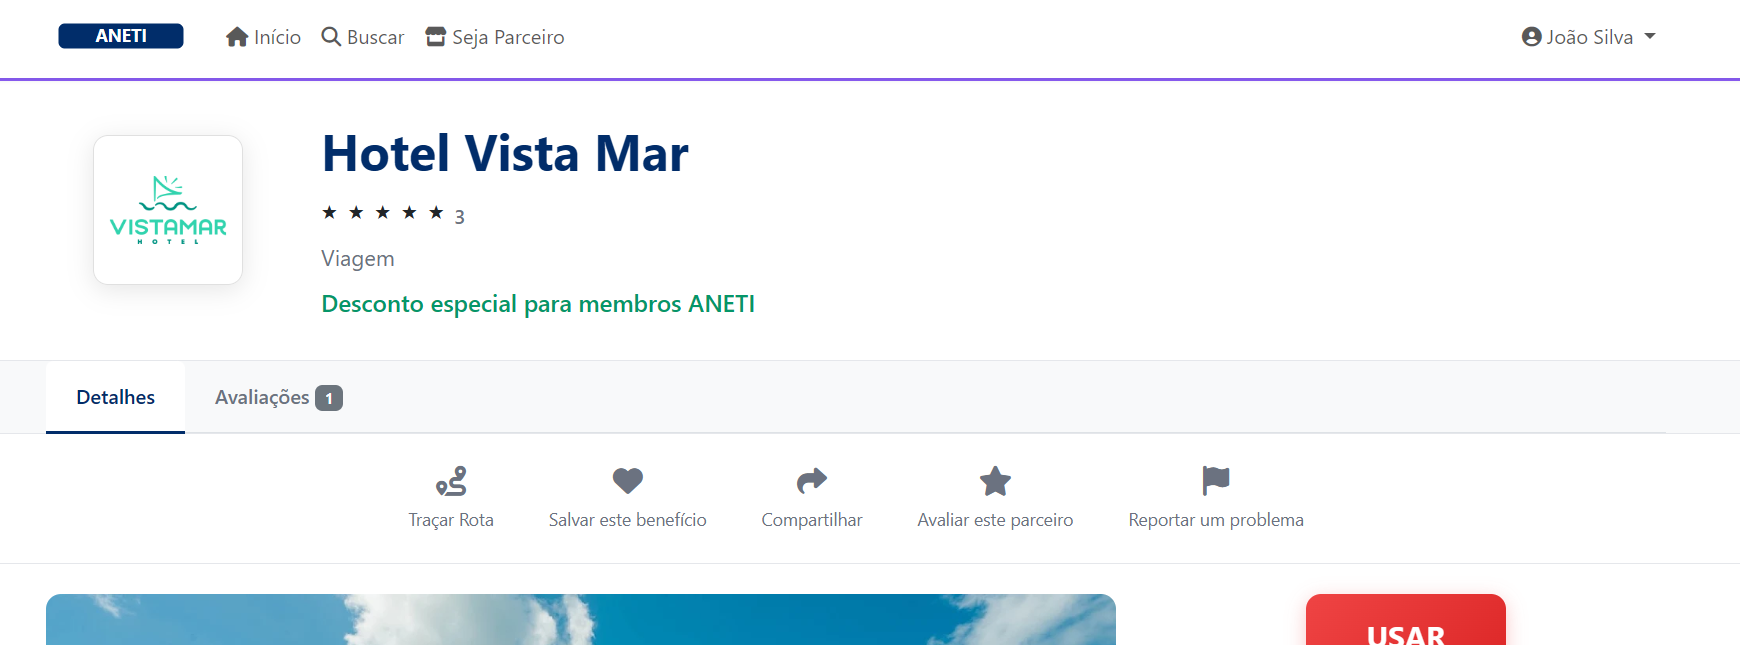 ANETI
Início
Buscar
Seja Parceiro
João Silva
VISTAMAR
HOTEL
Hotel Vista Mar
★ ★ ★ ★ ★ 3
Viagem
Desconto especial para membros ANETI
Detalhes
Avaliações 1
Traçar Rota
Salvar este benefício
Compartilhar
Avaliar este parceiro
Reportar um problema
USAR